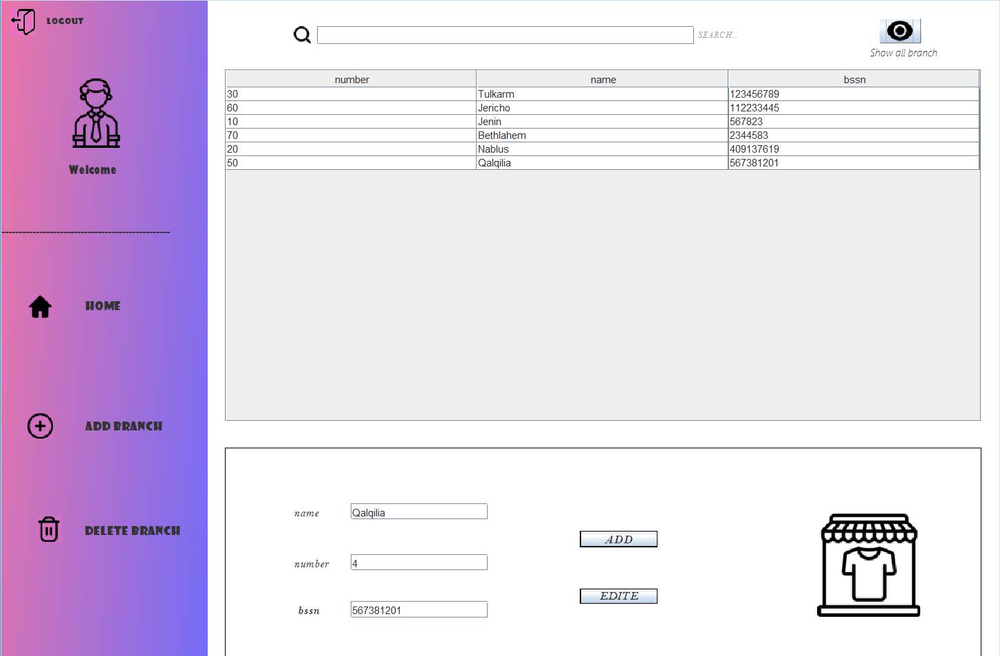 LOGOUT
Welcome
------------------------------------------------
HOME
ADD BRANCH
DELETE BRANCH
SEARCH...
Show all branch
number name bssn
30 Tulkarm 123456789
60 Jericho 112233445
10 Jenin 567823
70 Bethlahem 2344583
20 Nablus 409137619
50 Qalqilia 567381201
name Qalqilia
number 4
bssn 567381201
ADD
EDITE